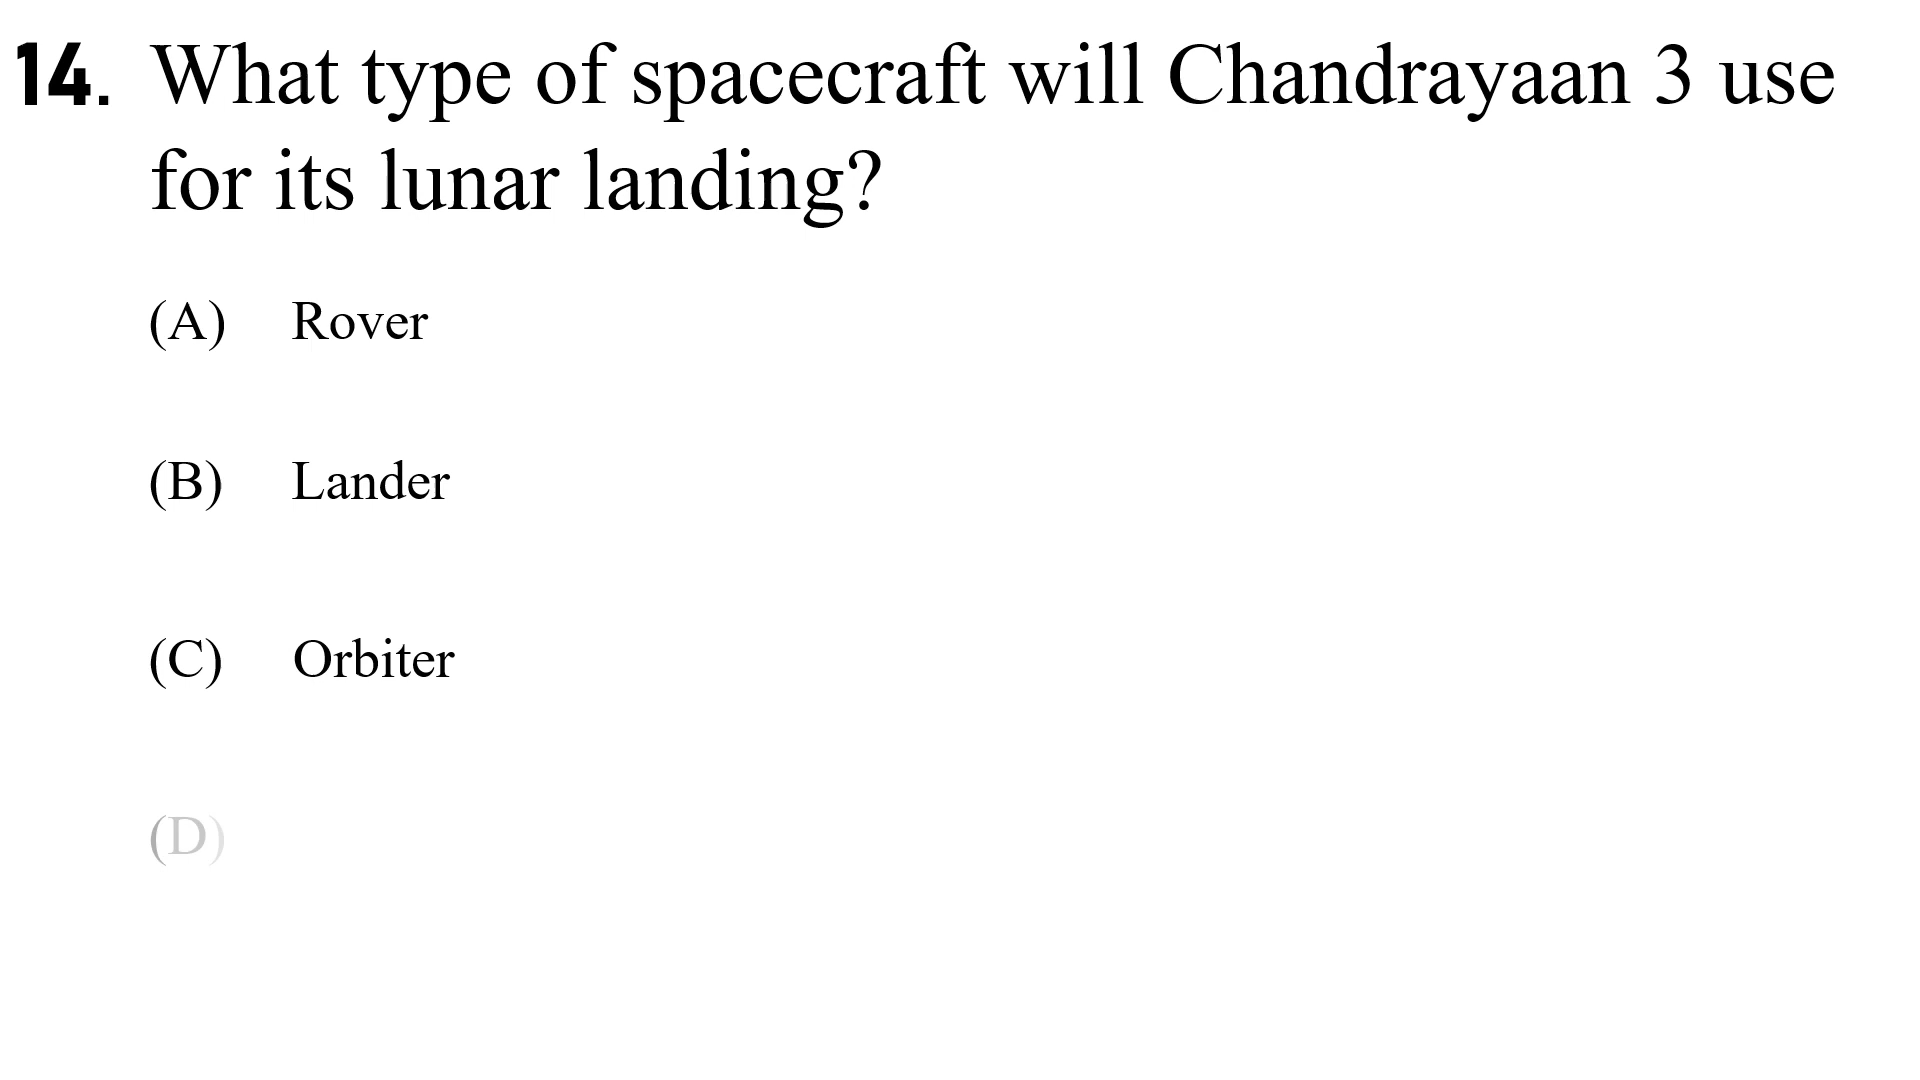 14. What type of spacecraft will Chandrayaan 3 use
for its lunar landing?
(A) Rover
(B) Lander
(C) Orbiter
(D)